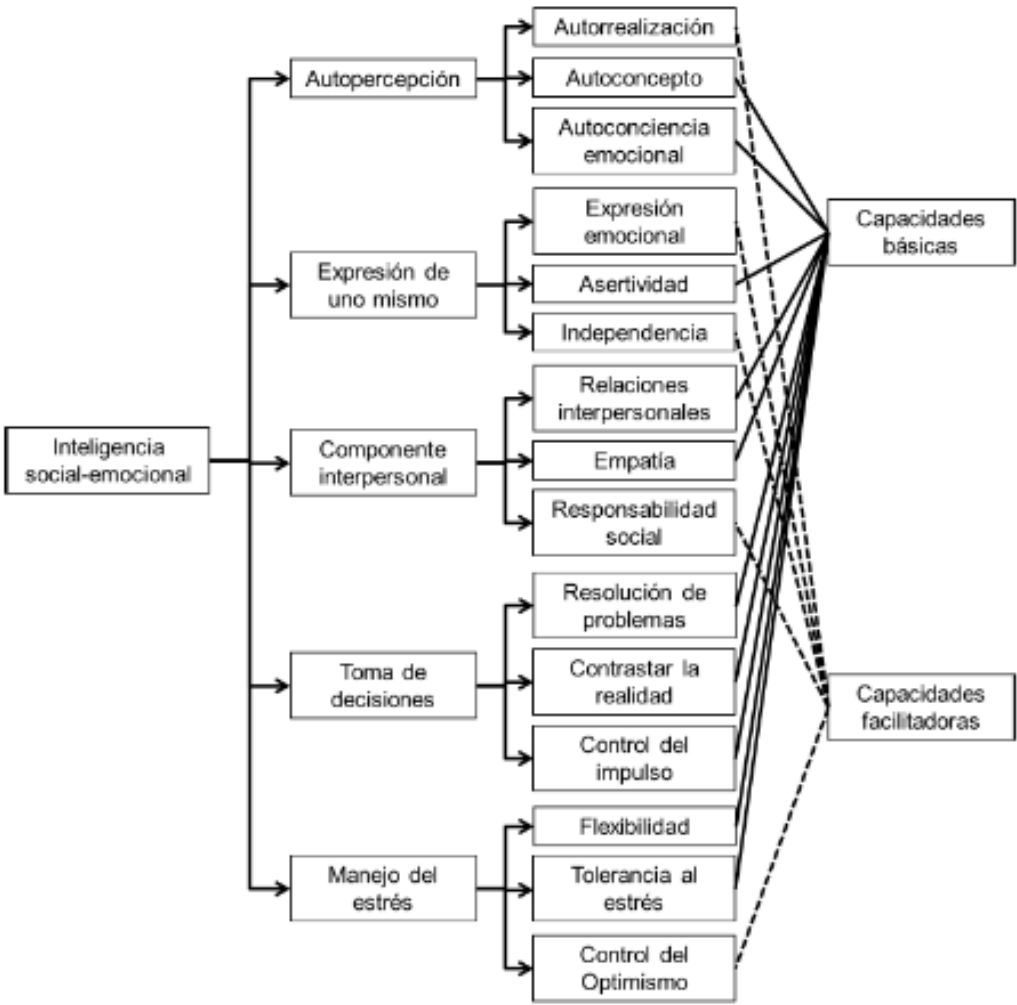 Inteligencia
social-emocional
Autopercepción
Autorrealización
Autoconcepto
Autoconciencia
emocional
Expresión de
uno mismo
Expresión
emocional
Asertividad
Independencia
Componente
interpersonal
Relaciones
interpersonales
Empatía
Responsabilidad
social
Toma de
decisiones
Resolución de
problemas
Contrastar la
realidad
Control del
impulso
Manejo del
estrés
Flexibilidad
Tolerancia al
estrés
Control del
Optimismo
Capacidades
básicas
Capacidades
facilitadoras